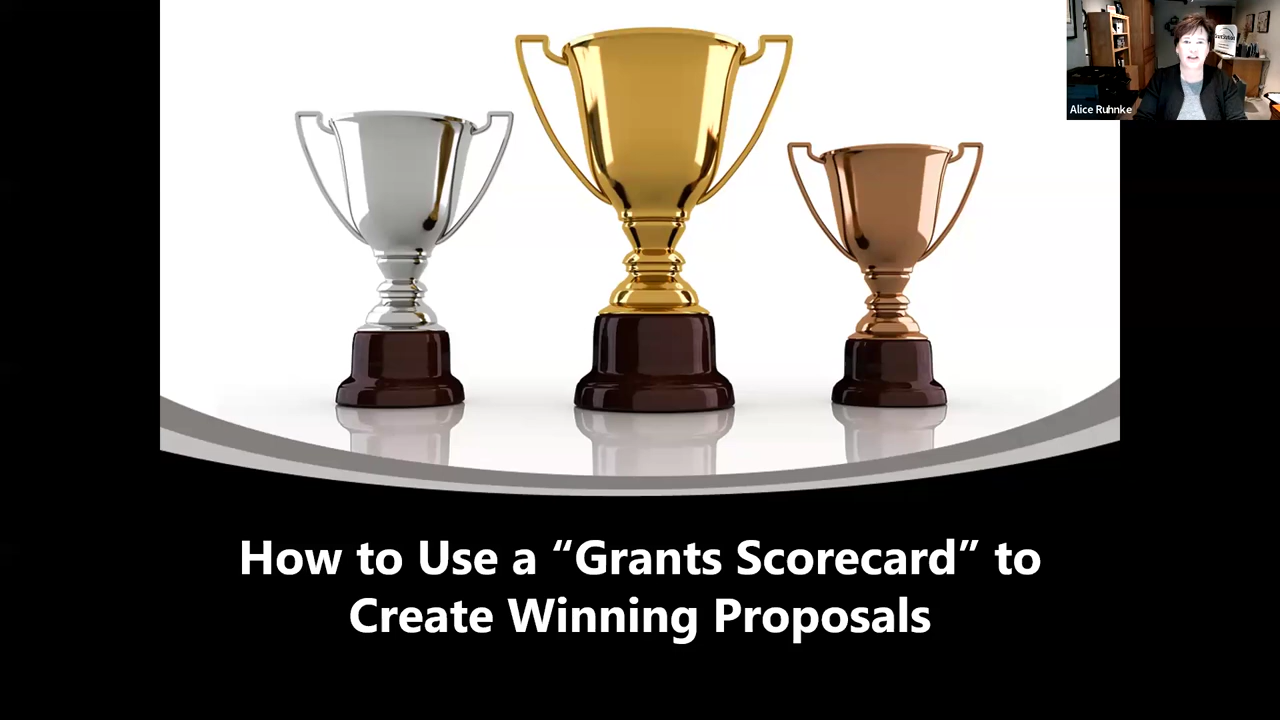 Alice Ruhnke
How to Use a “Grants Scorecard” to
Create Winning Proposals